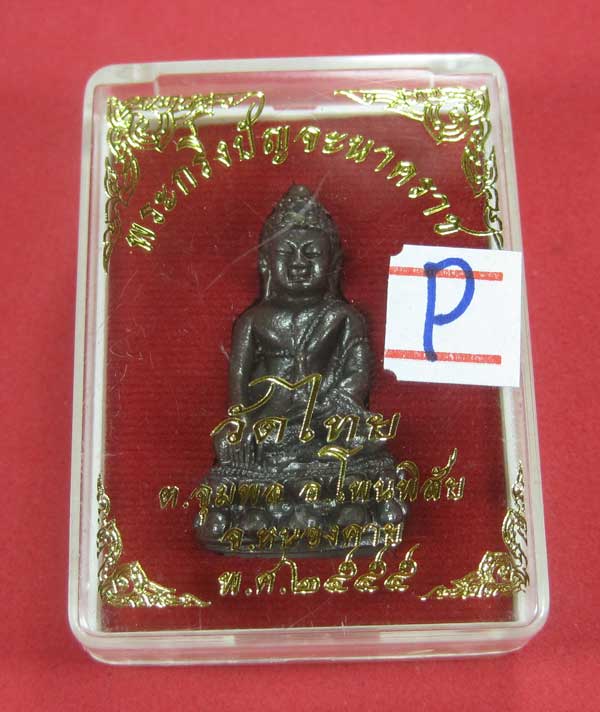 พระกริ่งปัญจะนาคราช
P
วัดไทย
ต.จุมพล อ.โพนพิสัย
จ.หนองคาย
พ.ศ.๒๕๕๕